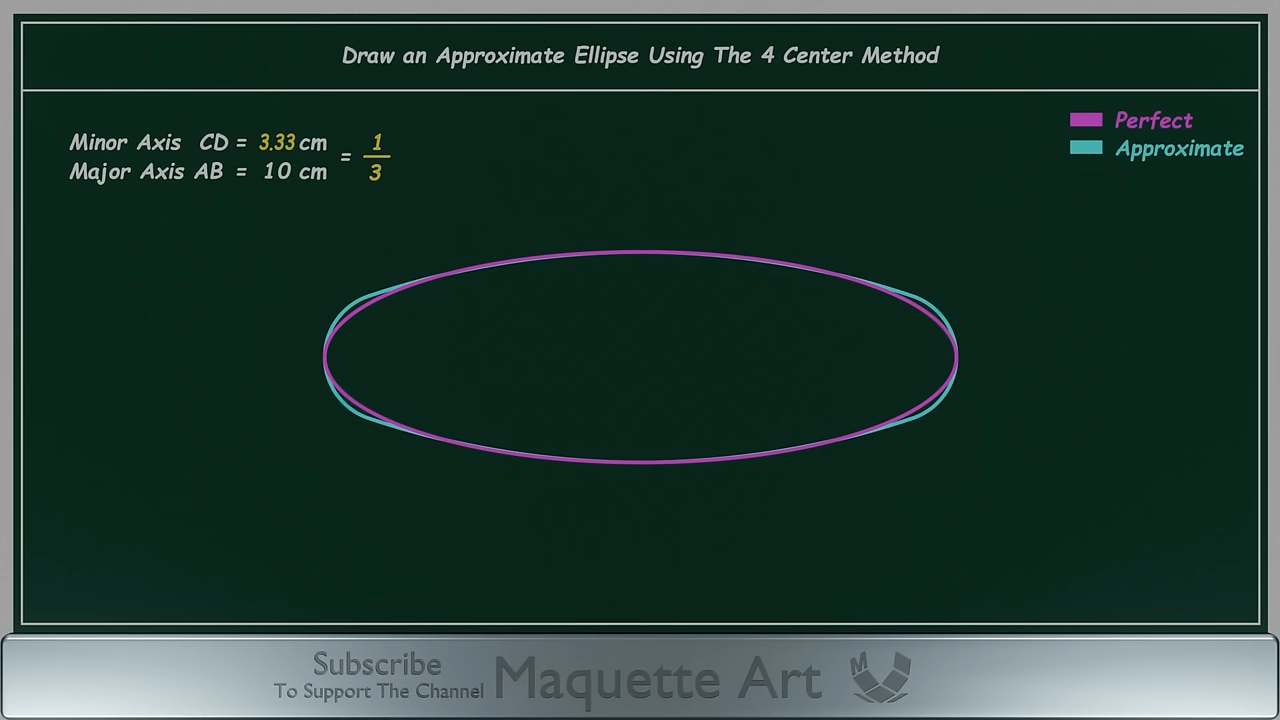 Draw an Approximate Ellipse Using The 4 Center Method
Perfect
Approximate
Minor Axis CD = 3.33 cm
Major Axis AB = 10 cm
= 1
3
Subscribe
To Support The Channel
Maquette Art
M